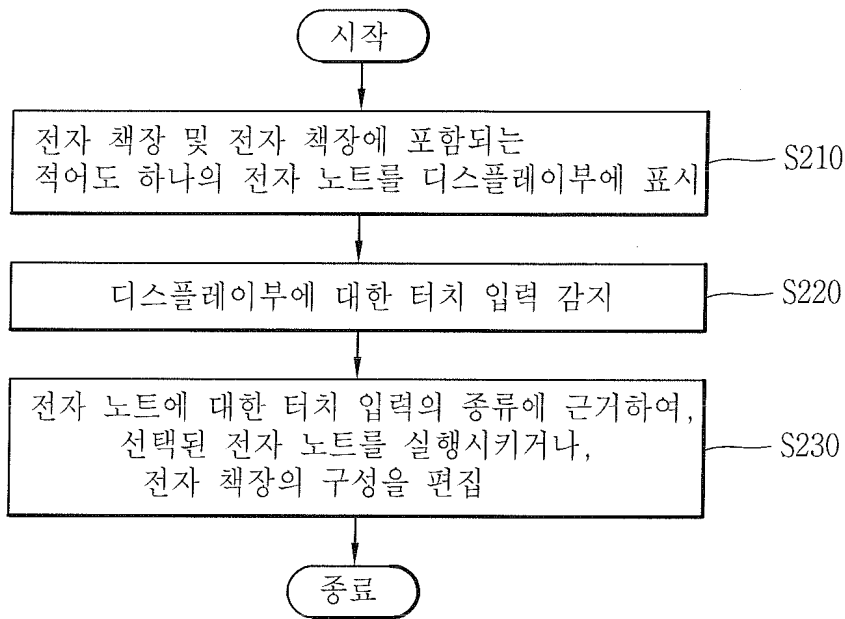 시작
전자 책장 및 전자 책장에 포함되는
적어도 하나의 전자 노트를 디스플레이부에 표시
S210
디스플레이부에 대한 터치 입력 감지
S220
전자 노트에 대한 터치 입력의 종류에 근거하여,
선택된 전자 노트를 실행시키거나,
전자 책장의 구성을 편집
S230
종료